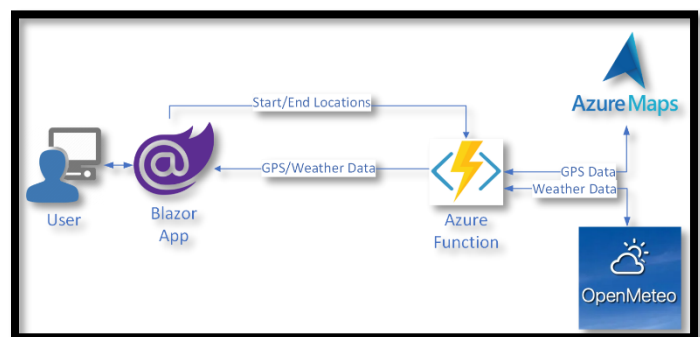 Start/End Locations
Azure Maps
GPS/Weather Data
GPS Data
Weather Data
User
Blazor
App
Azure
Function
OpenMeteo